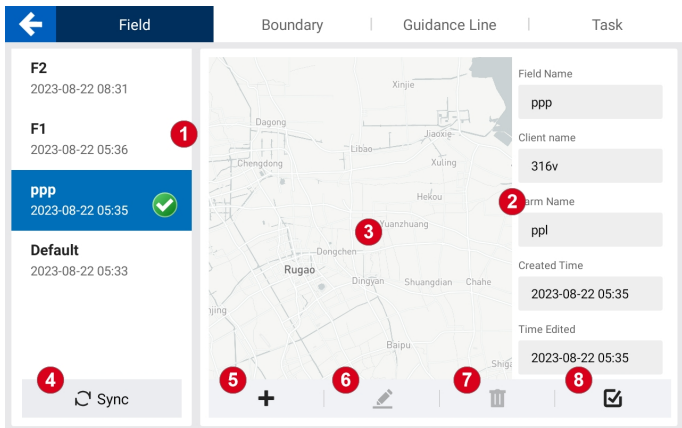 Field
Boundary
Guidance Line
Task
F2
2023-08-22 08:31
F1
2023-08-22 05:36
1
ppp
2023-08-22 05:35
Default
2023-08-22 05:33
4
Sync
Xinjie
Dagong
Jiaoxie
Libao
Chengdong
Xuling
Hekou
Yuanzhuang
3
Dongchen
Rugao
Dingyan
Shuangdian
Chahe
njing
Baipu
Shiga
Field Name
ppp
Client name
316v
2
arm Name
ppl
Created Time
2023-08-22 05:35
Time Edited
2023-08-22 05:35
5
6
7
8